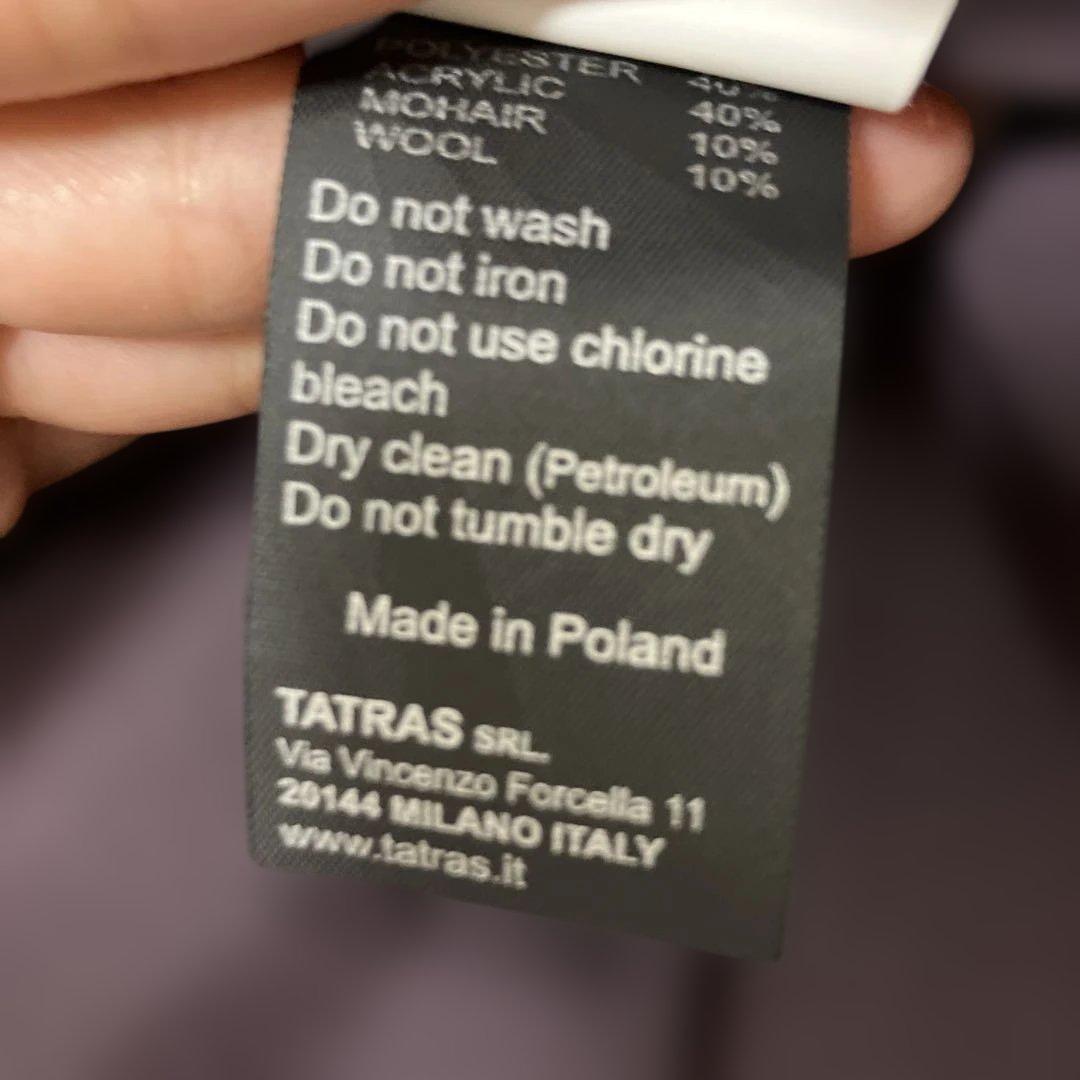 POLYESTER 40%
ACRYLIC 40%
MOHAIR 10%
WOOL 10%
Do not wash
Do not iron
Do not use chlorine
bleach
Dry clean (Petroleum)
Do not tumble dry
Made in Poland
TATRAS SRL.
Via Vincenzo Forcella 11
20144 MILANO ITALY
www.tatras.it